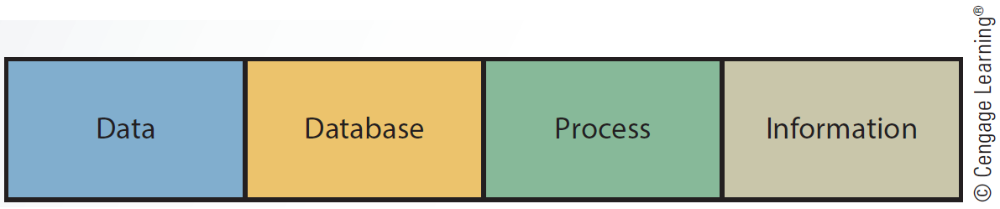 Data
Database
Process
Information
© Cengage Learning®